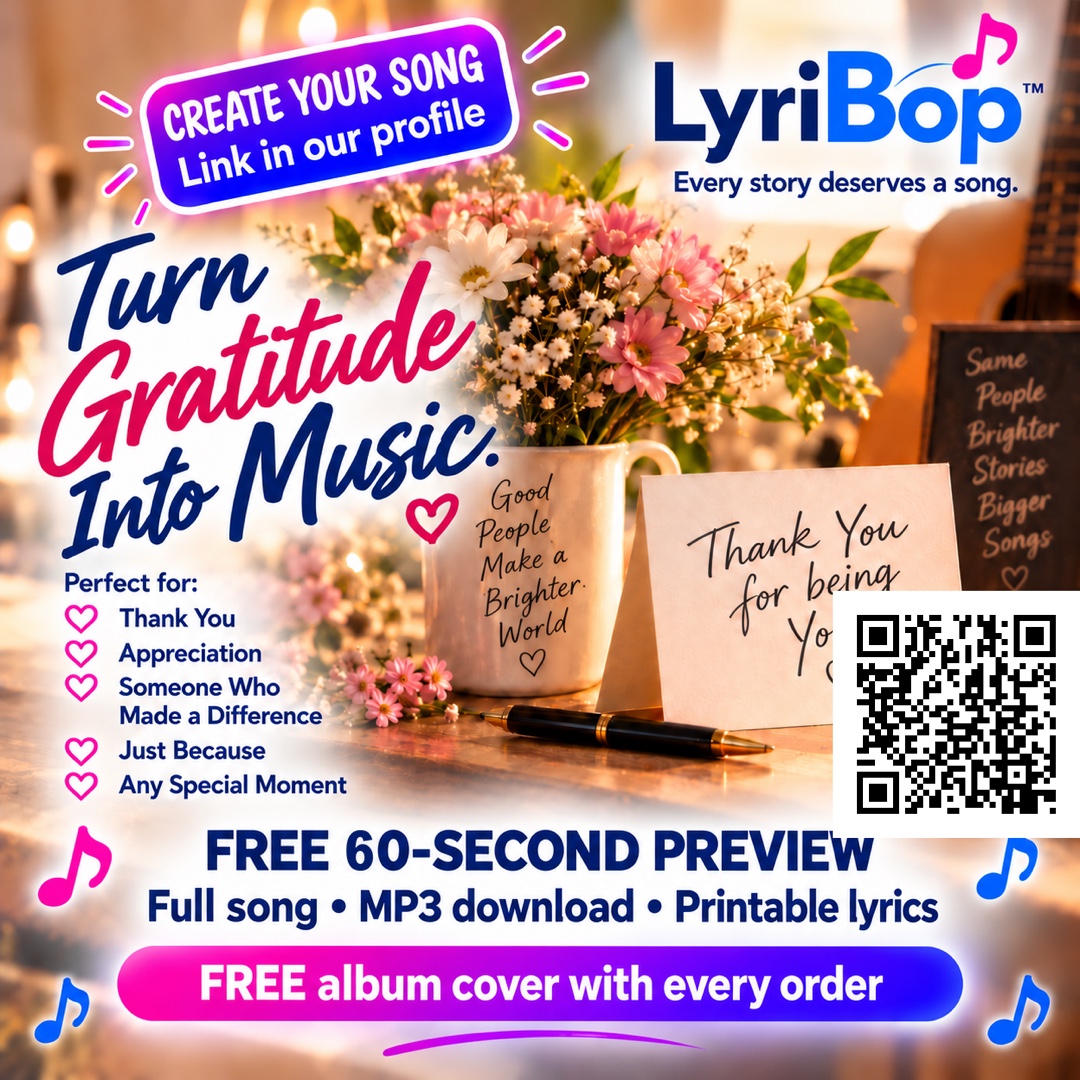 CREATE YOUR SONG
Link in our profile
LyriBop™
Every story deserves a song.
Turn
Gratitude
Into Music.
Perfect for:
Thank You
Appreciation
Someone Who
Made a Difference
Just Because
Any Special Moment
Good
People
Make a
Brighter.
World
Thank You
for being
Same
People
Brighter
Stories
Bigger
Songs
FREE 60-SECOND PREVIEW
Full song • MP3 download • Printable lyrics
FREE album cover with every order